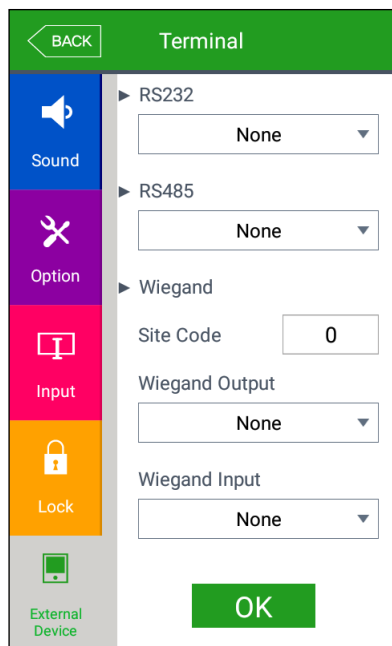 BACK
Terminal
Sound
Option
Input
Lock
External
Device
► RS232
None
► RS485
None
► Wiegand
Site Code 0
Wiegand Output
None
Wiegand Input
None
OK